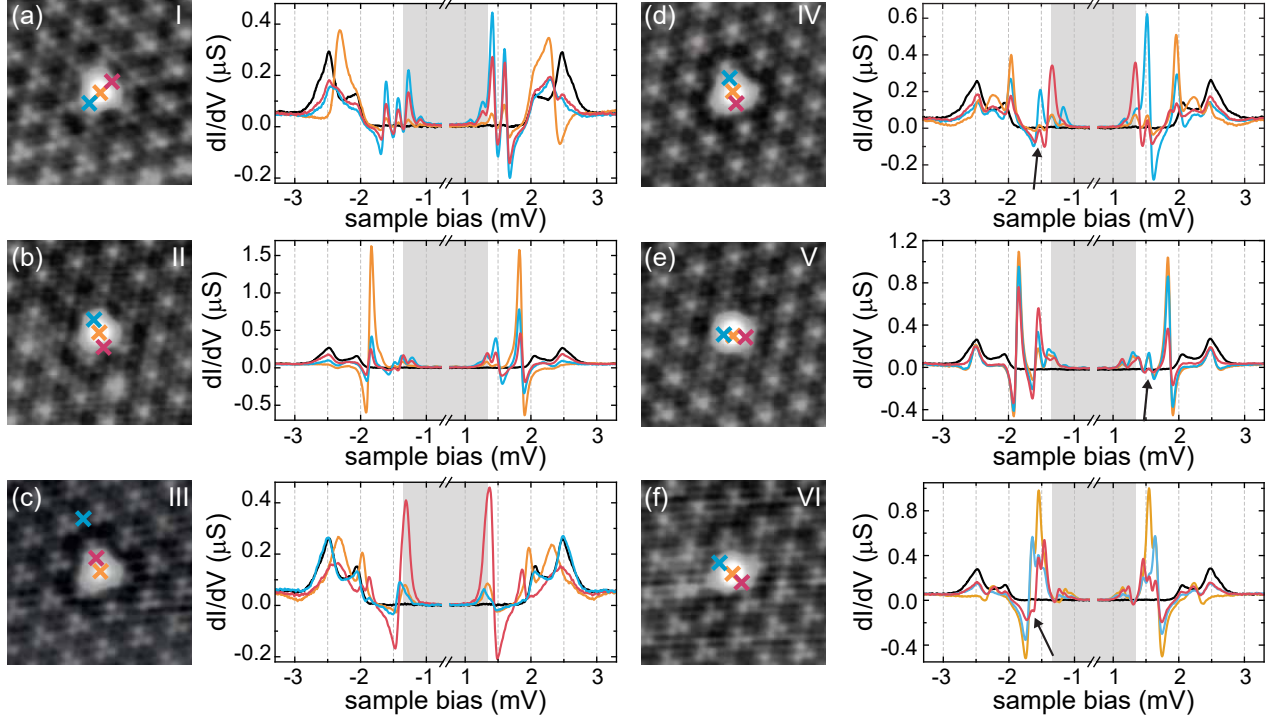 (a) I
dI/dV (µS)
0.4
0.2
0.0
0.2
-3 -2 -1 1 2 3
sample bias (mV)
(d) IV
dI/dV (µS)
0.6
0.4
0.2
0.0
-0.2
-3 -2 -1 1 2 3
sample bias (mV)
(b) II
dI/dV (µS)
1.5
1.0
0.5
0.0
-0.5
-3 -2 -1 1 2 3
sample bias (mV)
(e) V
dI/dV (µS)
1.2
0.8
0.4
0.0
-0.4
-3 -2 -1 1 2 3
sample bias (mV)
(c) III
dI/dV (µS)
0.4
0.2
0.0
0.2
-3 -2 -1 1 2 3
sample bias (mV)
(f) VI
dI/dV (µS)
0.8
0.4
0.0
-0.4
-3 -2 -1 1 2 3
sample bias (mV)